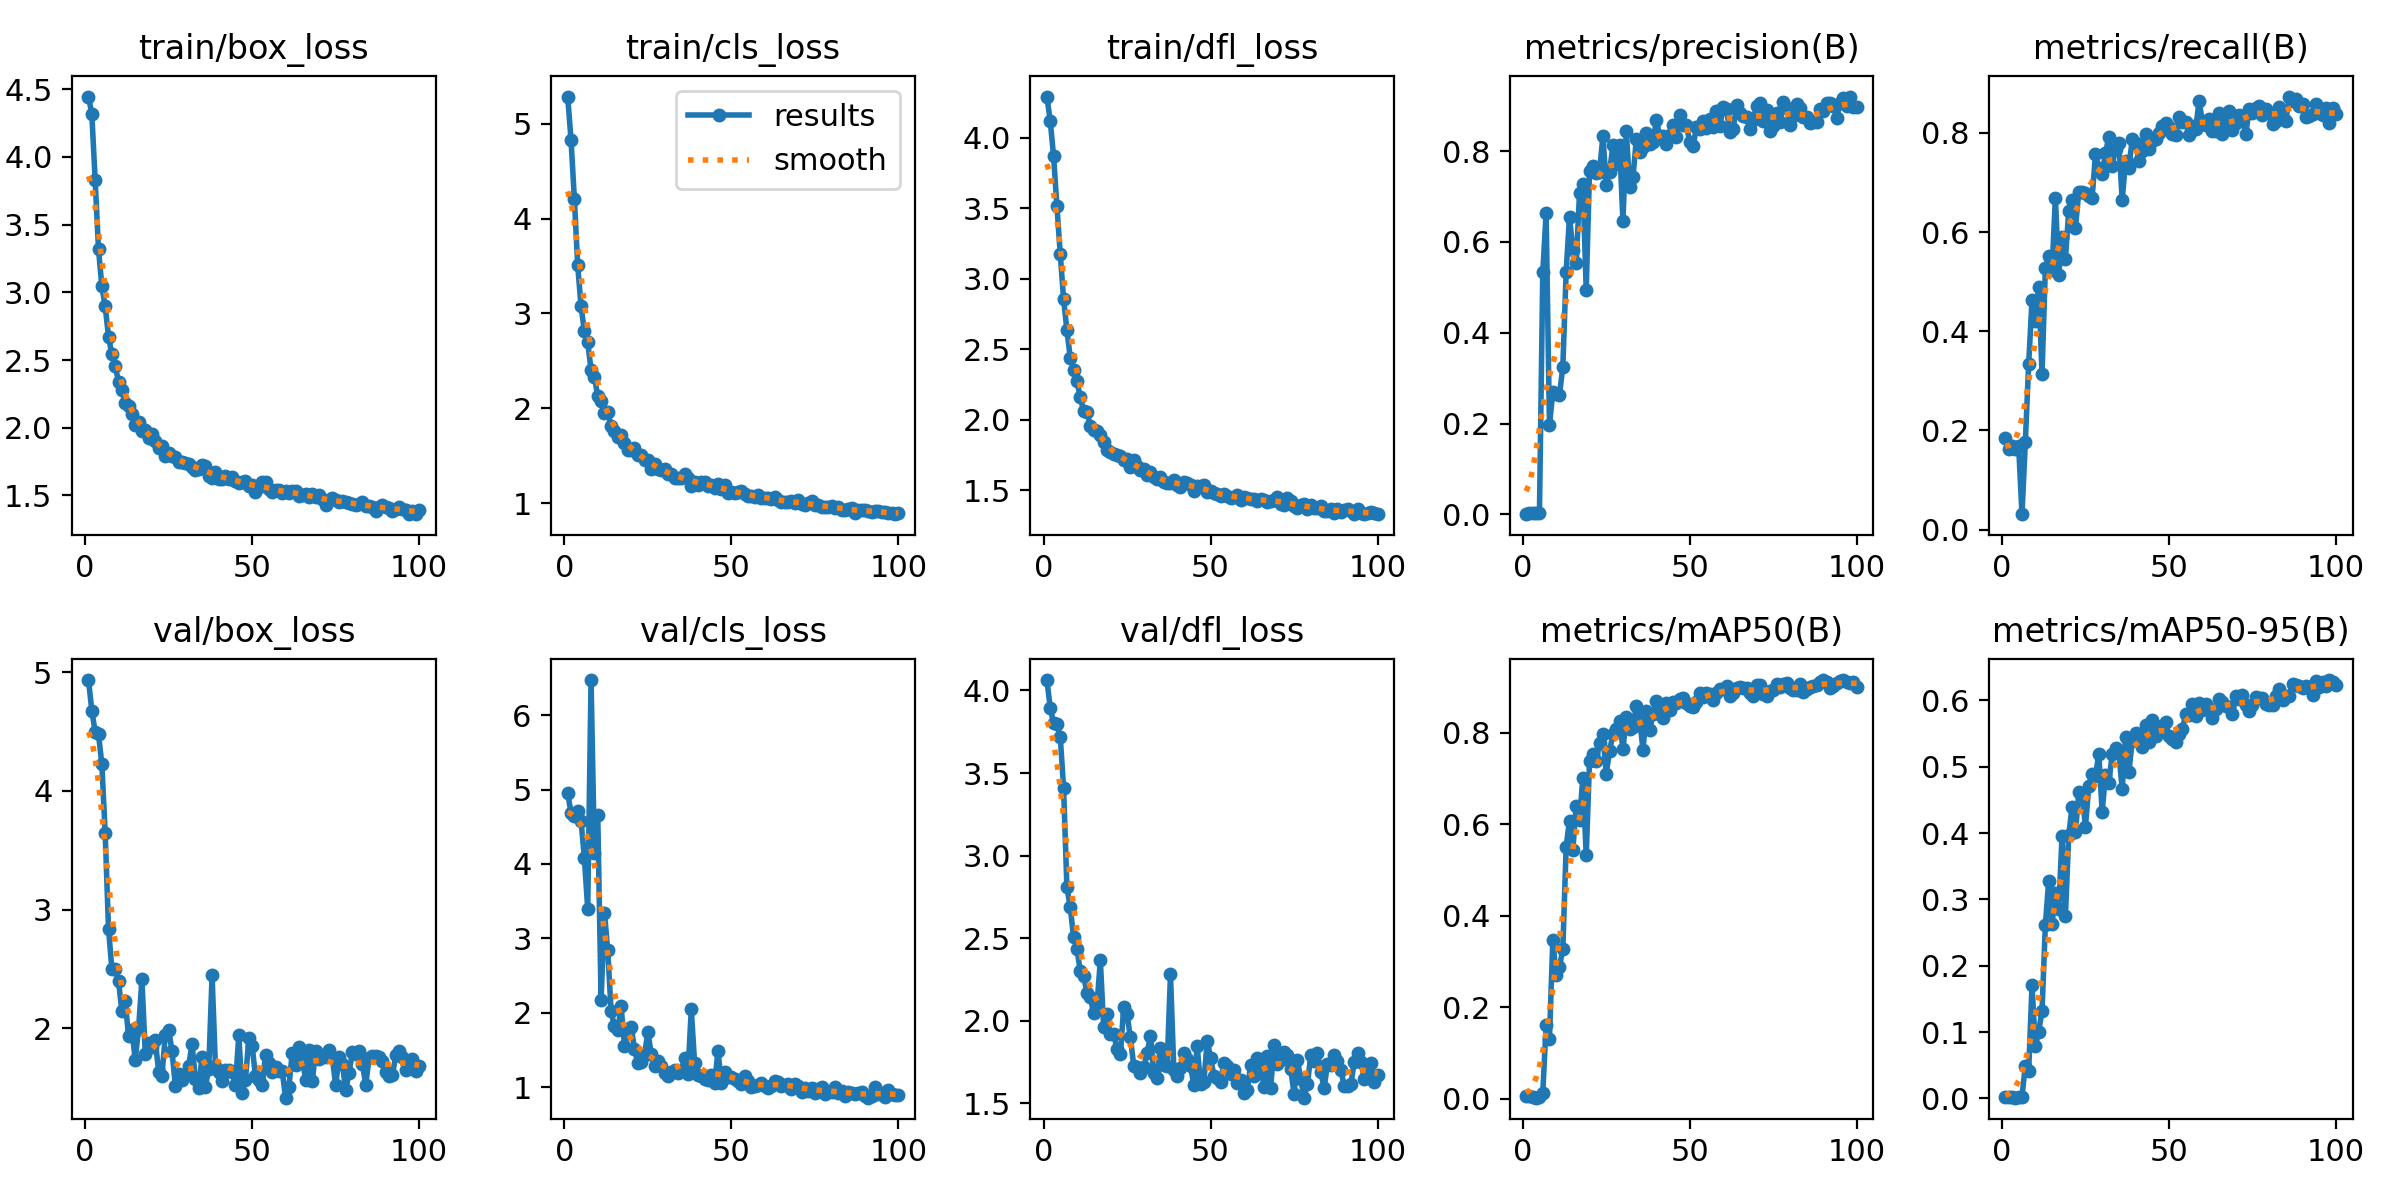 train/box_loss
train/cls_loss
train/dfl_loss
metrics/precision(B)
metrics/recall(B)
4.5
4.0
3.5
3.0
2.5
2.0
1.5
0 50 100
5
4
3
2
1
results
smooth
0 50 100
4.0
3.5
3.0
2.5
2.0
1.5
0 50 100
0.8
0.6
0.4
0.2
0.0
0 50 100
0.8
0.6
0.4
0.2
0.0
0 50 100
val/box_loss
val/cls_loss
val/dfl_loss
metrics/mAP50(B)
metrics/mAP50-95(B)
5
4
3
2
0 50 100
6
5
4
3
2
1
0 50 100
4.0
3.5
3.0
2.5
2.0
1.5
0 50 100
0.8
0.6
0.4
0.2
0.0
0 50 100
0.6
0.5
0.4
0.3
0.2
0.1
0.0
0 50 100